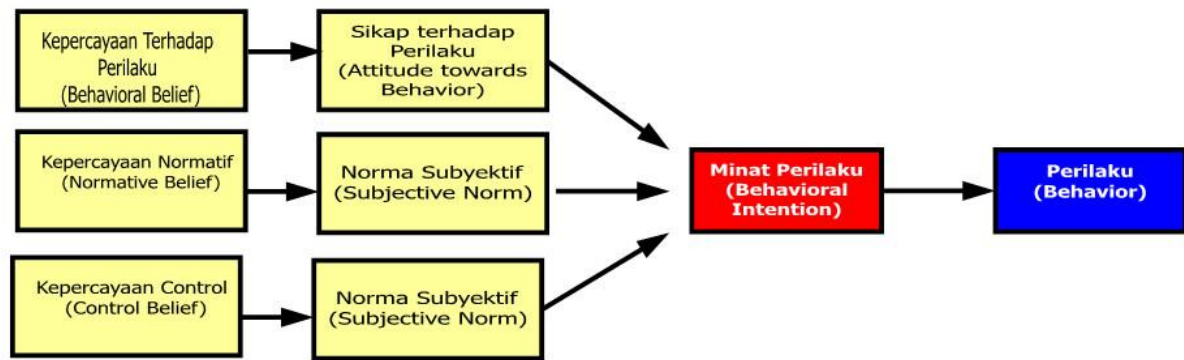 Kepercayaan Terhadap
Perilaku
(Behavioral Belief)
Sikap terhadap
Perilaku
(Attitude towards
Behavior)
Kepercayaan Normatif
(Normative Belief)
Norma Subyektif
(Subjective Norm)
Minat Perilaku
(Behavioral
Intention)
Perilaku
(Behavior)
Kepercayaan Control
(Control Belief)
Norma Subyektif
(Subjective Norm)